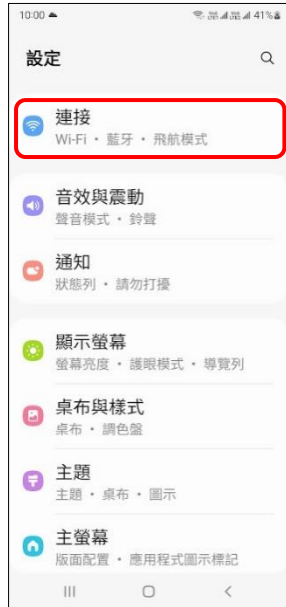 10:00 41%
設定
連接
Wi-Fi • 藍牙 • 飛航模式
音效與震動
聲音模式 • 鈴聲
通知
狀態列 • 請勿打擾
顯示螢幕
螢幕亮度 • 護眼模式 • 導覽列
桌布與樣式
桌布 • 調色盤
主題
主題 • 桌布 • 圖示
主螢幕
版面配置 • 應用程式圖示標記